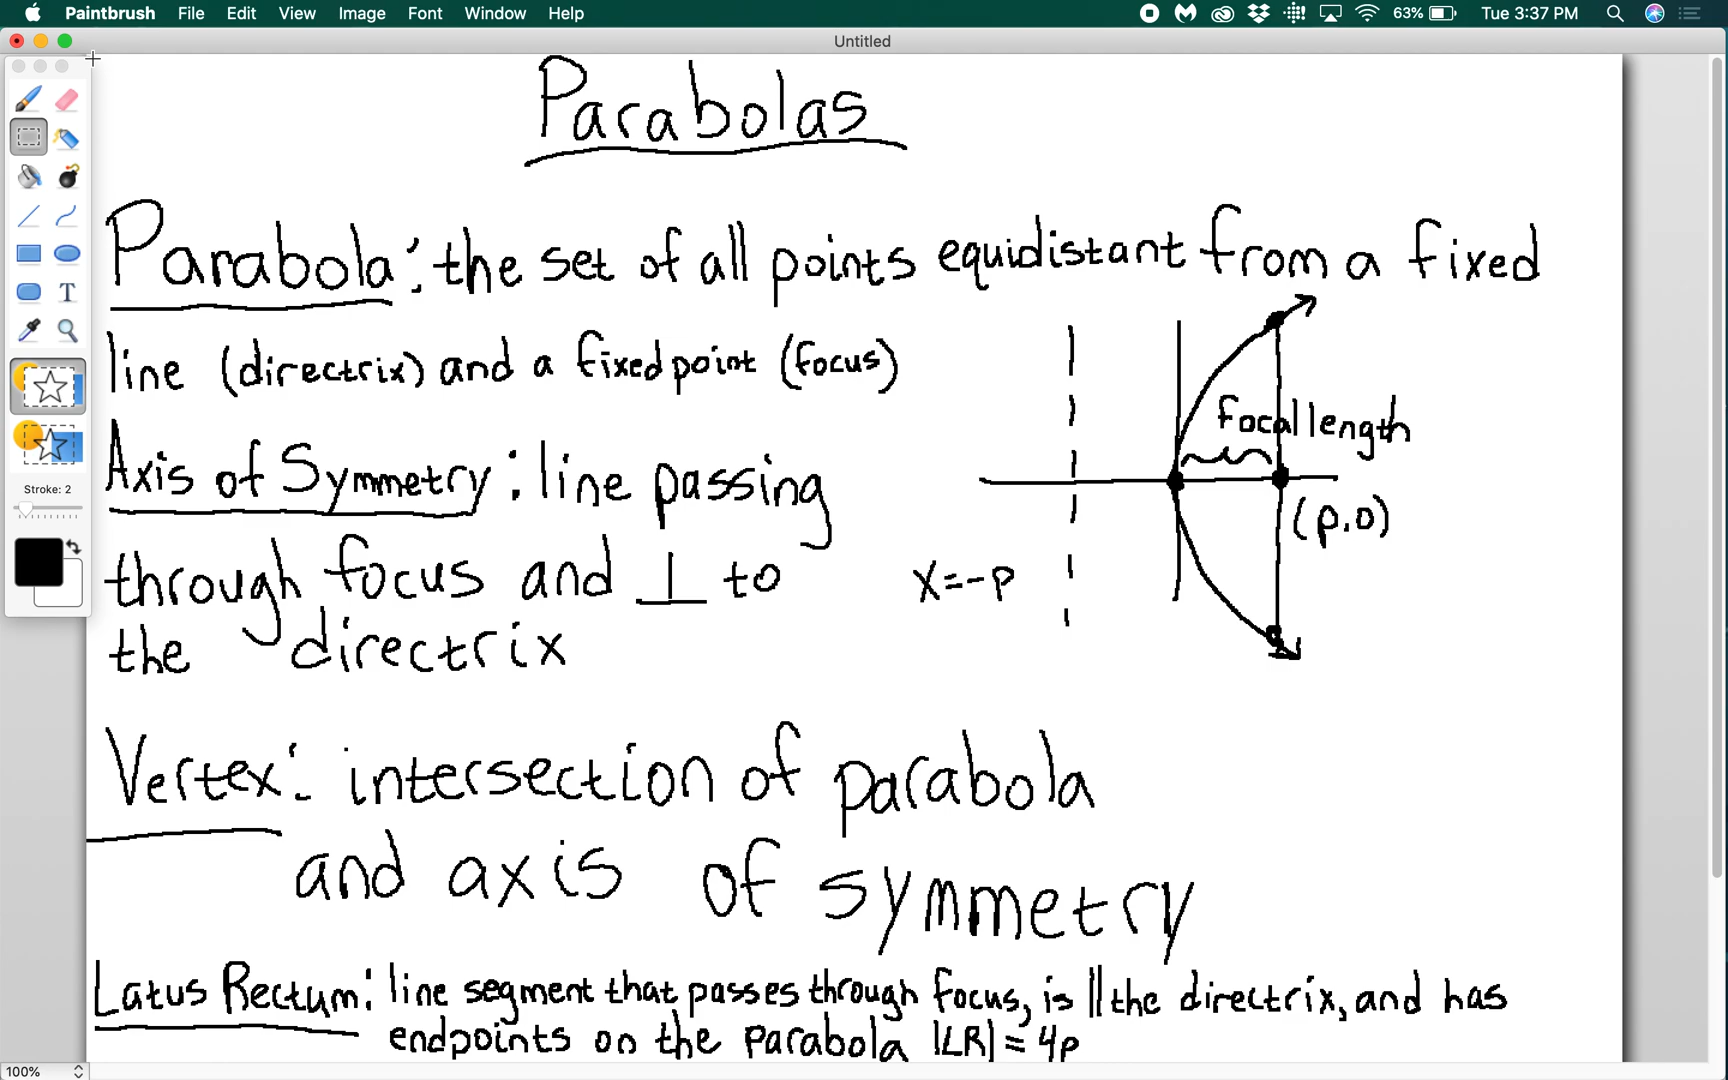 Paintbrush File Edit View Image Font Window Help 63% Tue 3:37 PM
Untitled
Parabolas
Parabola: the set of all points equidistant from a fixed
line (directrix) and a fixed point (focus)
Axis of Symmetry: line passing
through focus and ⊥ to
the directrix
focal length
(p,0)
x=-p
Vertex: intersection of parabola
and axis of symmetry
Latus Rectum: line segment that passes through focus, is || the directrix, and has
endpoints on the parabola |LR| = 4p
T
Stroke: 2
100%